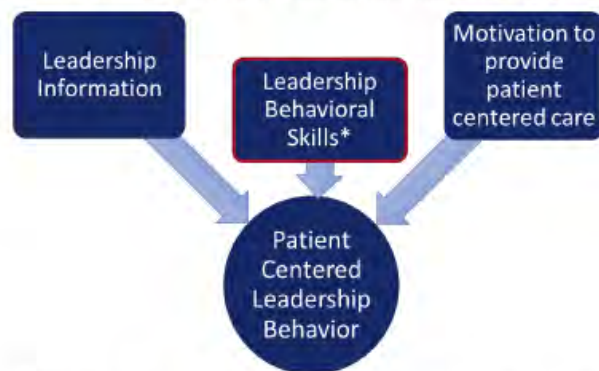 Leadership
Information
Leadership
Behavioral
Skills*
Motivation to
provide
patient
centered care
Patient
Centered
Leadership
Behavior